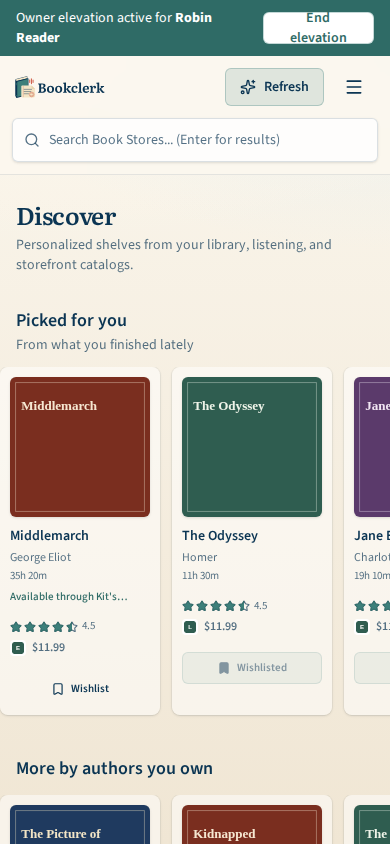 Owner elevation active for Robin
Reader
End
elevation
Bookclerk
Refresh
Search Book Stores... (Enter for results)
Discover
Personalized shelves from your library, listening, and
storefront catalogs.
Picked for you
From what you finished lately
Middlemarch
The Odyssey
Jane
Middlemarch
The Odyssey
Jane E
George Eliot
Homer
Charlot
35h 20m
11h 30m
19h 10m
Available through Kit's...
4.5
4.5
E $11.99
L $11.99
E $1
Wishlist
Wishlisted
More by authors you own
The Picture of
Kidnapped
The